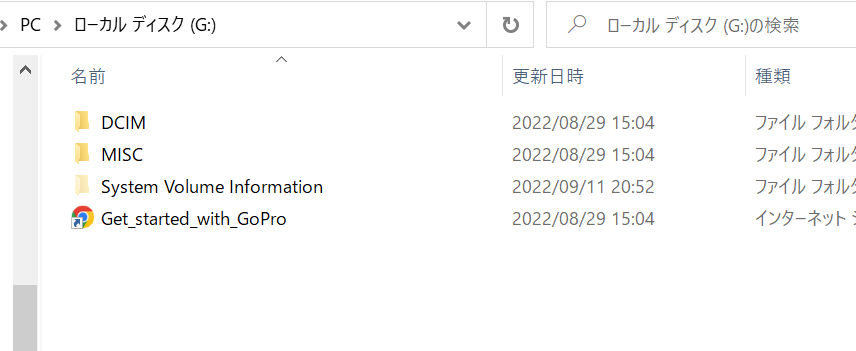 PC ローカル ディスク (G:) ローカル ディスク (G:)の検索
名前 更新日時 種類
DCIM 2022/08/29 15:04 ファイル フォル
MISC 2022/08/29 15:04 ファイル フォル
System Volume Information 2022/09/11 20:52 ファイル フォル
Get_started_with_GoPro 2022/08/29 15:04 インターネット